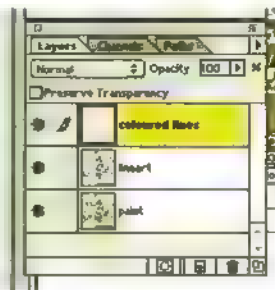 Layers Channels Paths
Normal Opacity 100
Preserve Transparency
coloured lines
insert
paint